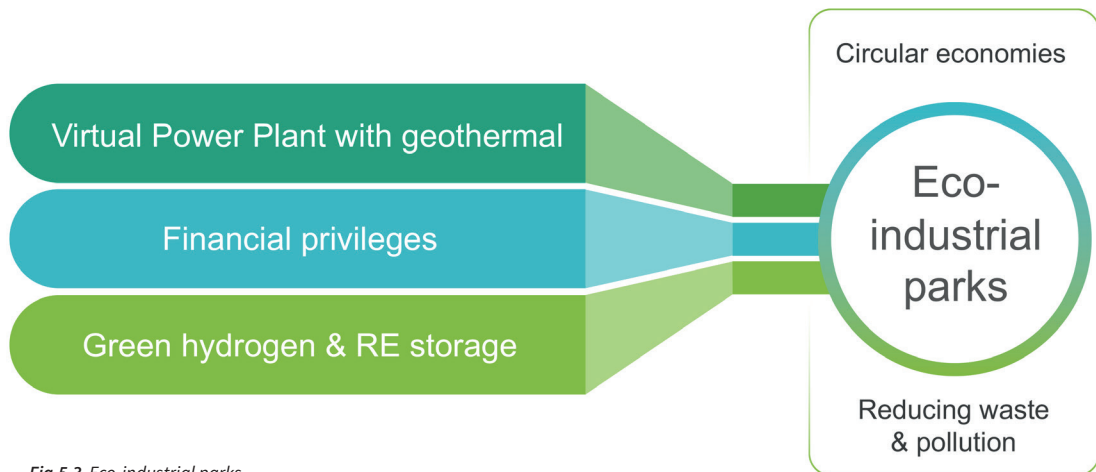 Circular economies
Virtual Power Plant with geothermal
Financial privileges
Green hydrogen & RE storage
Eco-
industrial
parks
Reducing waste
& pollution
Fig 5.2 Eco-industrial parks